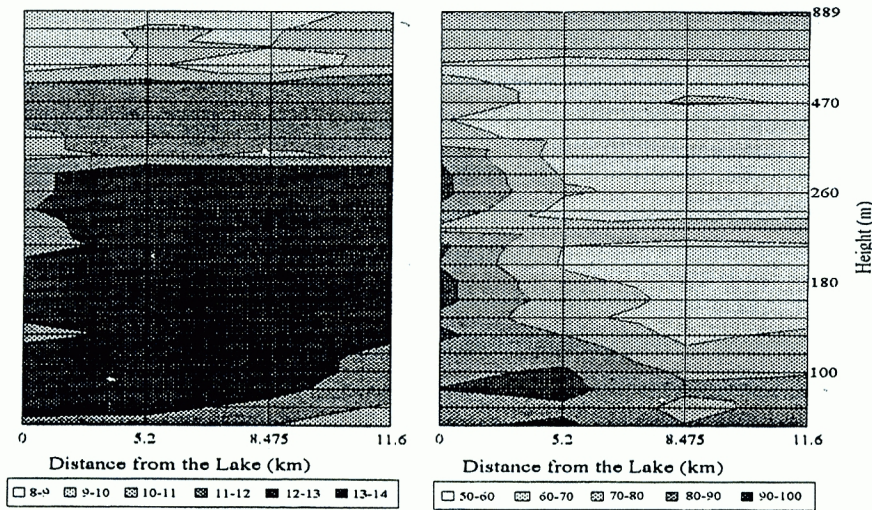 889
470
260
180
100
Height (m)
0 5.2 8.475 11.6
Distance from the Lake (km)
8-9 9-10 10-11 11-12 12-13 13-14
0 5.2 8.475 11.6
Distance from the Lake (km)
50-60 60-70 70-80 80-90 90-100